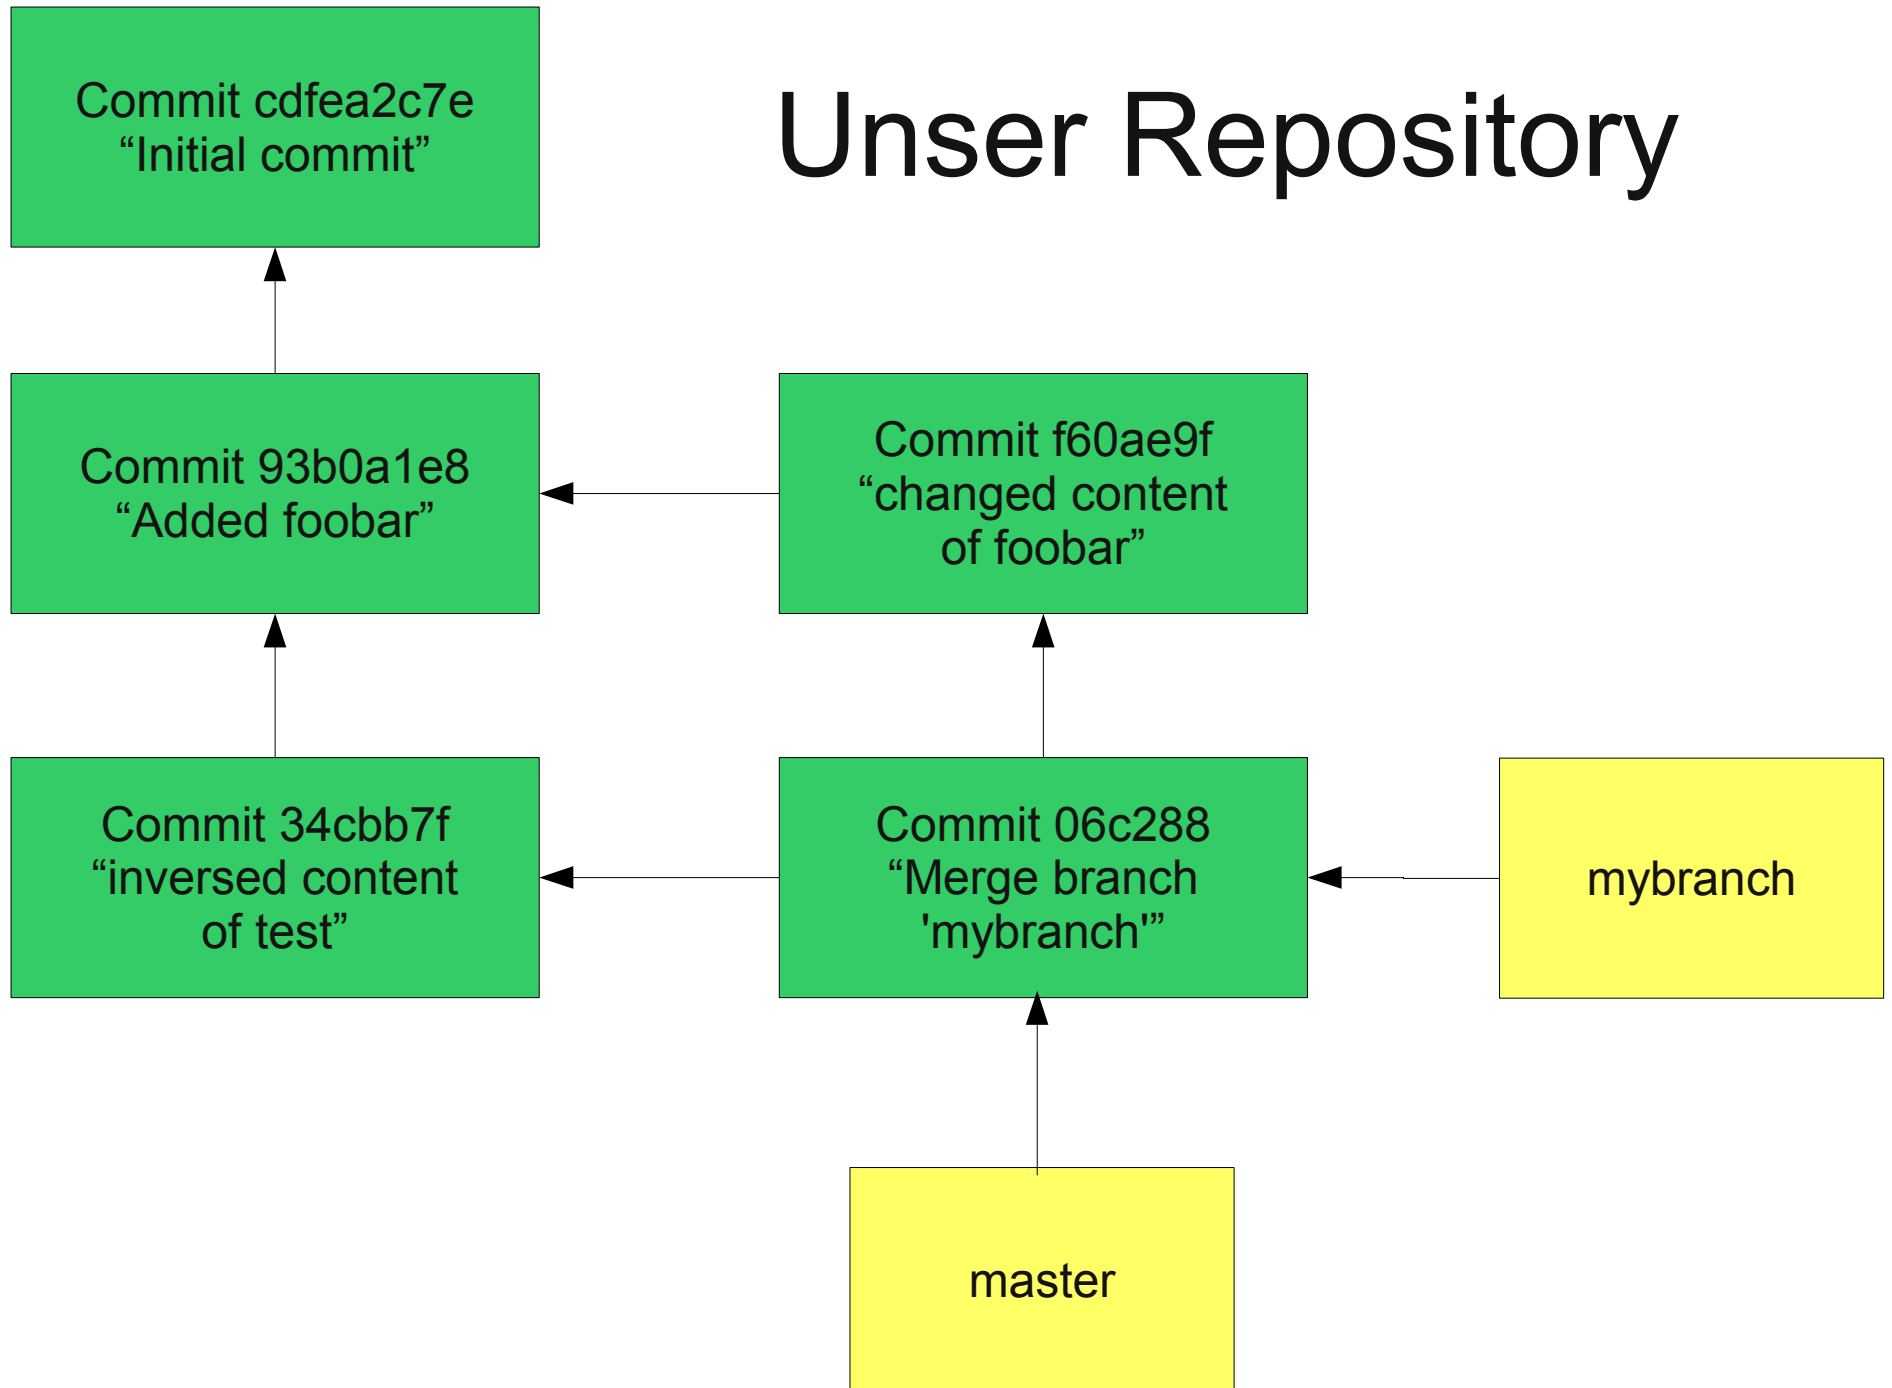 Unser Repository
Commit cdfea2c7e
“Initial commit”
Commit 93b0a1e8
“Added foobar”
Commit f60ae9f
“changed content
of foobar”
Commit 34cbb7f
“inversed content
of test”
Commit 06c288
“Merge branch
'mybranch'”
mybranch
master